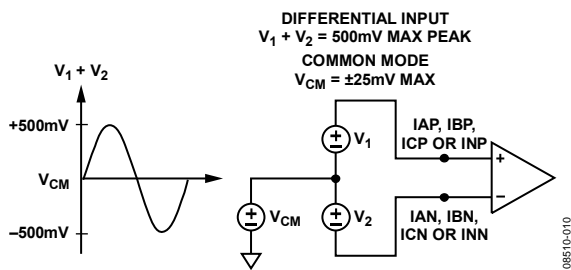 DIFFERENTIAL INPUT
V1 + V2 = 500mV MAX PEAK
COMMON MODE
VCM = ±25mV MAX
V1 + V2
+500mV
VCM
–500mV
V1
VCM
V2
IAP, IBP,
ICP OR INP
+
–
IAN, IBN,
ICN OR INN
08510-010